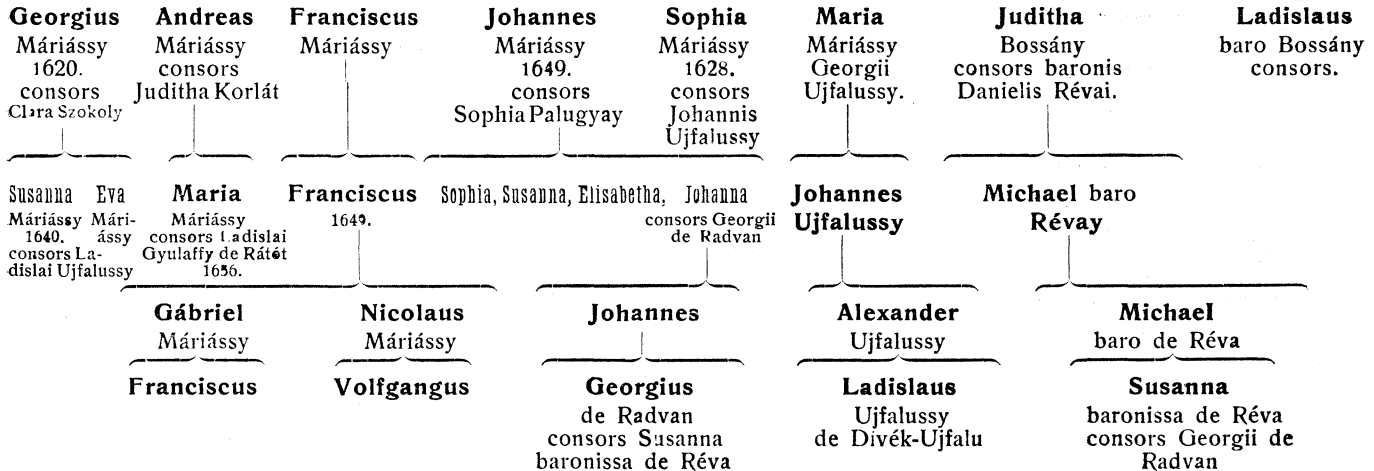 Georgius
Máriássy
1620.
consors
Clara Szokoly
Andreas
Máriássy
consors
Juditha Korlát
Franciscus
Máriássy
Johannes
Máriássy
1649.
consors
Sophia Palugyay
Sophia
Máriássy
1628.
consors
Johannis
Ujfalussy
Maria
Máriássy
Georgii
Ujfalussy.
Juditha
Bossány
consors baronis
Danielis Révai.
Ladislaus
baro Bossány
consors.
Susanna
Máriássy
1640.
consors La-
dislai Ujfalussy
Eva
Mári-
ássy
Maria
Máriássy
consors Ladislai
Gyulaffy de Rátót
1656.
Franciscus
1649.
Sophia, Susanna, Elisabetha, Johanna
consors Georgii
de Radvan
Johannes
Ujfalussy
Michael baro
Révay
Gábriel
Máriássy
Nicolaus
Máriássy
Johannes
Alexander
Ujfalussy
Michael
baro de Réva
Franciscus
Volfgangus
Georgius
de Radvan
consors Susanna
baronissa de Réva
Ladislaus
Ujfalussy
de Divék-Ujfalu
Susanna
baronissa de Réva
consors Georgii de
Radvan